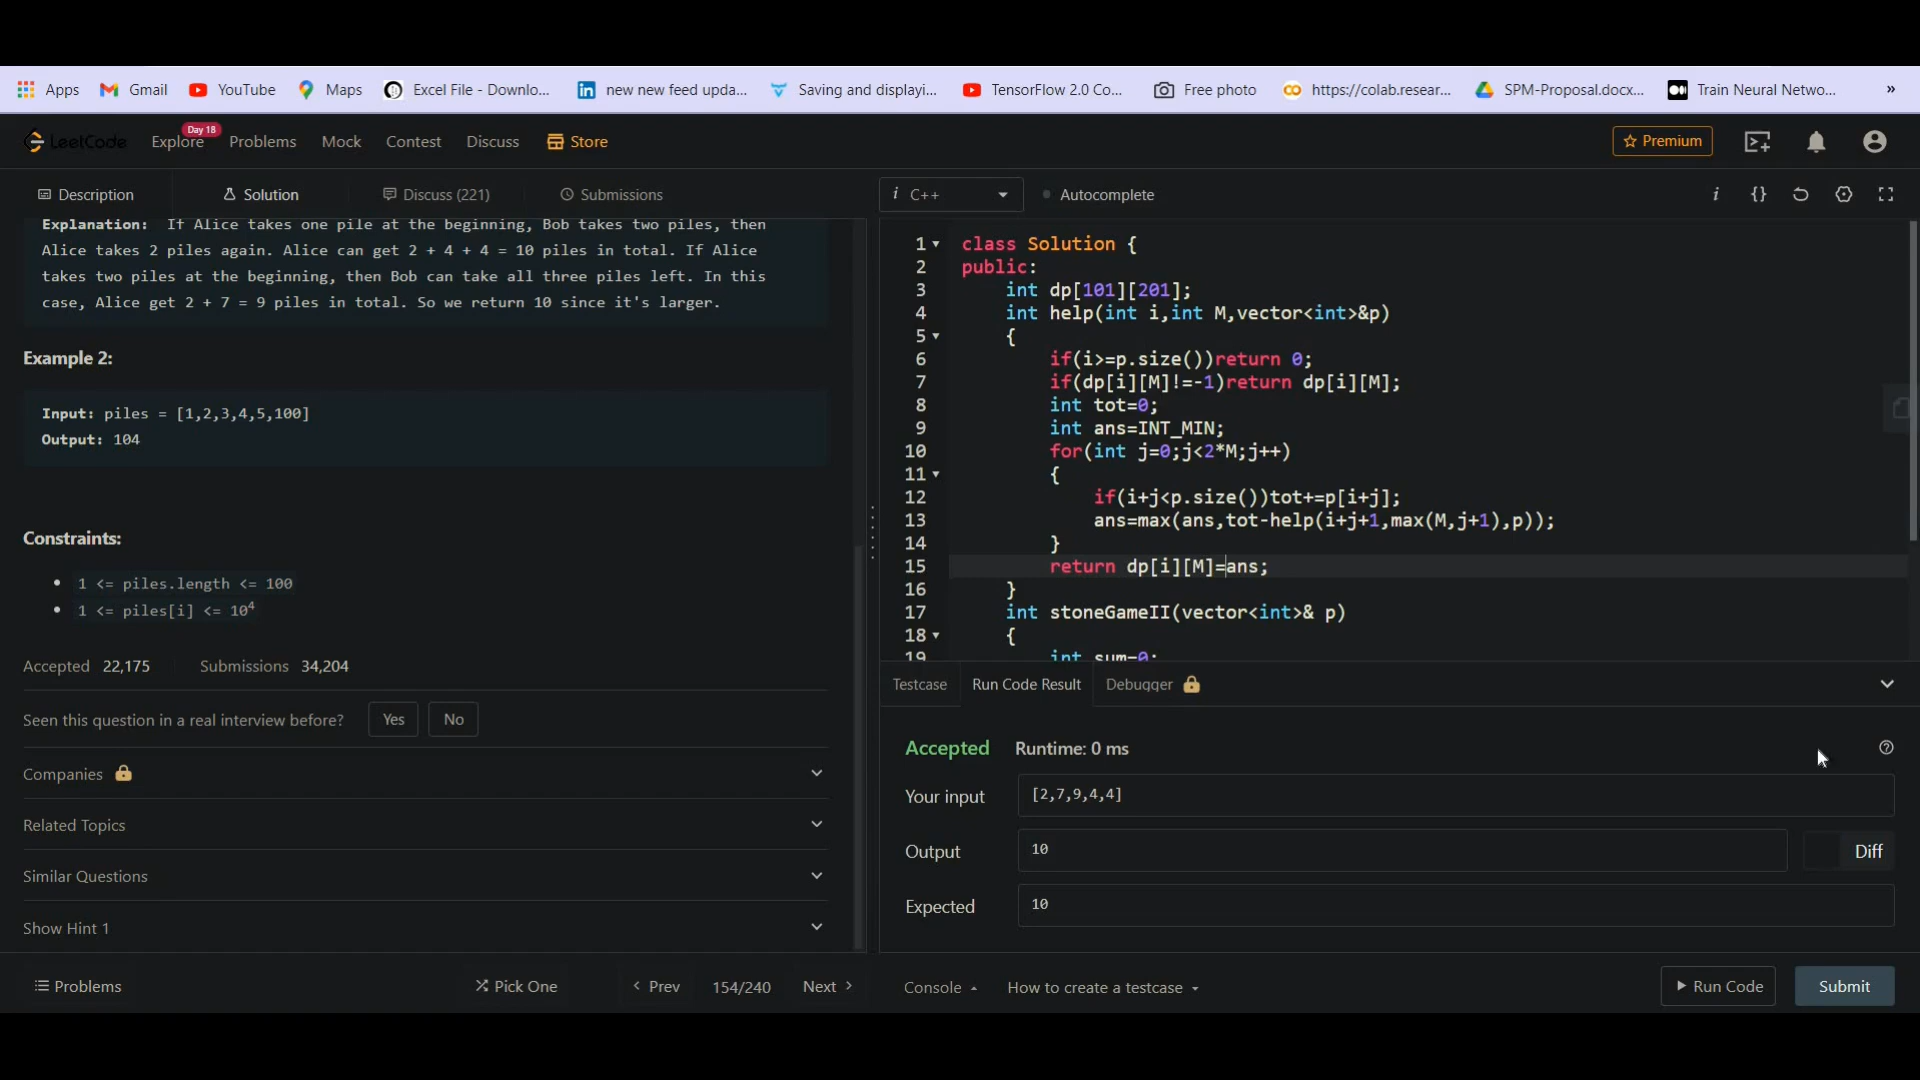 Apps Gmail YouTube Maps Excel File - Downlo... new new feed upda... Saving and displayi... TensorFlow 2.0 Co... Free photo https://colab.resear... SPM-Proposal.docx... Train Neural Netwo... »
LeetCode Explore Day 18 Problems Mock Contest Discuss Store Premium
Description Solution Discuss (221) Submissions
Explanation: If Alice takes one pile at the beginning, Bob takes two piles, then
Alice takes 2 piles again. Alice can get 2 + 4 + 4 = 10 piles in total. If Alice
takes two piles at the beginning, then Bob can take all three piles left. In this
case, Alice get 2 + 7 = 9 piles in total. So we return 10 since it's larger.
Example 2:
Input: piles = [1,2,3,4,5,100]
Output: 104
Constraints:
• 1 <= piles.length <= 100
• 1 <= piles[i] <= 10⁴
Accepted 22,175 Submissions 34,204
Seen this question in a real interview before? Yes No
Companies
Related Topics
Similar Questions
Show Hint 1
Problems Pick One < Prev 154/240 Next >
i C++ Autocomplete i {}
1 class Solution {
2 public:
3 int dp[101][201];
4 int help(int i,int M,vector<int>&p)
5 {
6 if(i>=p.size())return 0;
7 if(dp[i][M]!=-1)return dp[i][M];
8 int tot=0;
9 int ans=INT_MIN;
10 for(int j=0;j<2*M;j++)
11 {
12 if(i+j<p.size())tot+=p[i+j];
13 ans=max(ans,tot-help(i+j+1,max(M,j+1),p));
14 }
15 return dp[i][M]=ans;
16 }
17 int stoneGameII(vector<int>& p)
18 {
19 int sum=0;
Testcase Run Code Result Debugger
Accepted Runtime: 0 ms
Your input [2,7,9,4,4]
Output 10 Diff
Expected 10
Console How to create a testcase Run Code Submit